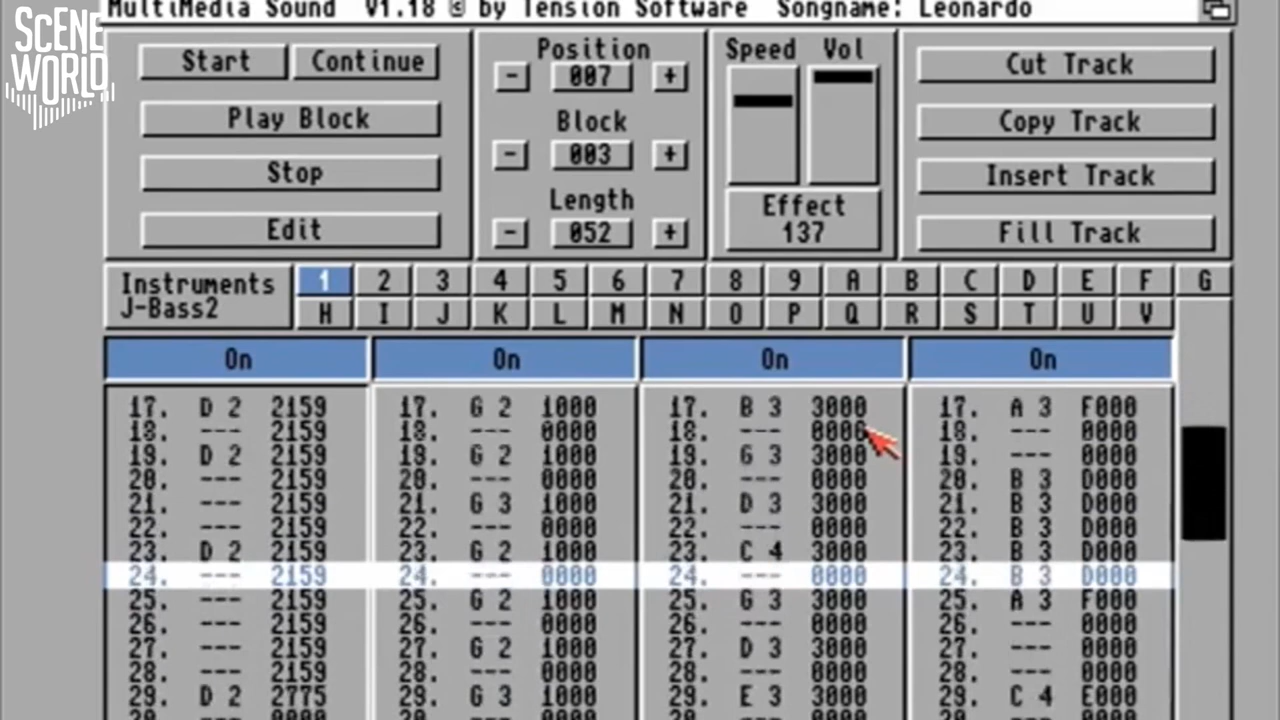 SCENE
WORLD
MultiMedia Sound V1.18 © by Tension Software Songname: Leonardo
Start Continue
Play Block
Stop
Edit
Position
- 007 +
Block
- 003 +
Length
- 052 +
Speed Vol
Effect
137
Cut Track
Copy Track
Insert Track
Fill Track
Instruments
J-Bass2
1 2 3 4 5 6 7 8 9 A B C D E F G
H I J K L M N O P Q R S T U V
On On On On
17. D 2 2159 17. G 2 1000 17. B 3 3000 17. A 3 F000
18. --- 2159 18. --- 0000 18. --- 0000 18. --- 0000
19. D 2 2159 19. G 2 1000 19. G 3 3000 19. --- 0000
20. --- 2159 20. --- 0000 20. --- 0000 20. B 3 D000
21. --- 2159 21. G 3 1000 21. D 3 3000 21. B 3 D000
22. --- 2159 22. --- 0000 22. --- 0000 22. B 3 D000
23. D 2 2159 23. G 2 1000 23. C 4 3000 23. B 3 D000
24. --- 2159 24. --- 0000 24. --- 0000 24. B 3 D000
25. --- 2159 25. G 2 1000 25. G 3 3000 25. A 3 F000
26. --- 2159 26. --- 0000 26. --- 0000 26. --- 0000
27. --- 2159 27. G 2 1000 27. D 3 3000 27. --- 0000
28. --- 2159 28. --- 0000 28. --- 0000 28. --- 0000
29. D 2 2775 29. G 3 1000 29. E 3 3000 29. C 4 E000